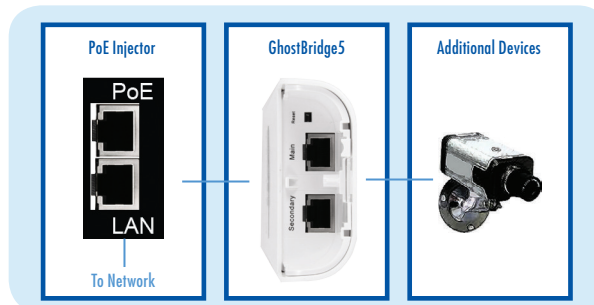 PoE Injector
GhostBridge5
Additional Devices
PoE
LAN
To Network
Reset
Main
Secondary